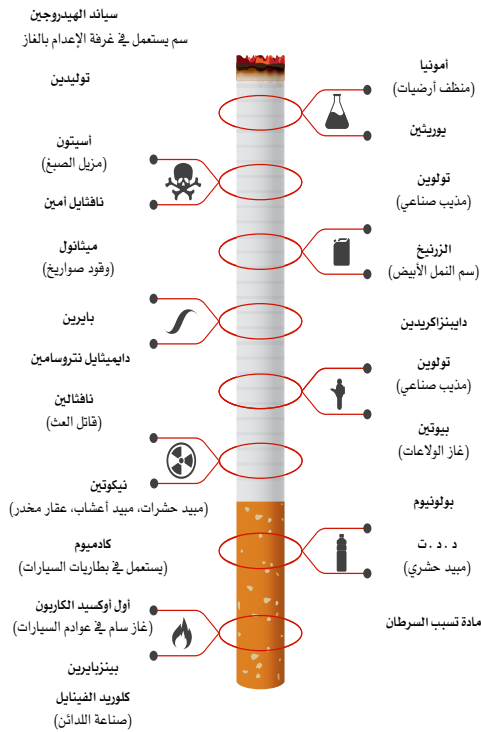 سياند الهيدروجين
سم يستعمل في غرفة الإعدام بالغاز
توليدين
أسيتون
(مزيل الصبغ)
نافثايل أمين
ميثانول
(وقود صواريخ)
بايرين
دايميثايل نتروسامين
نافثالين
(قاتل العث)
نيكوتين
(مبيد حشرات، مبيد أعشاب، عقار مخدر)
كادميوم
(يستعمل في بطاريات السيارات)
أول أوكسيد الكاربون
(غاز سام في عوادم السيارات)
بينزبايرين
كلوريد الفينايل
(صناعة اللدائن)
أمونيا
(منظف أرضيات)
يوريثين
تولوين
(مذيب صناعي)
الزرنيخ
(سم النمل الأبيض)
دايبنزاكريدين
تولوين
(مذيب صناعي)
بيوتين
(غاز الولاعات)
بولونيوم
د.د.ت
(مبيد حشري)
مادة تسبب السرطان